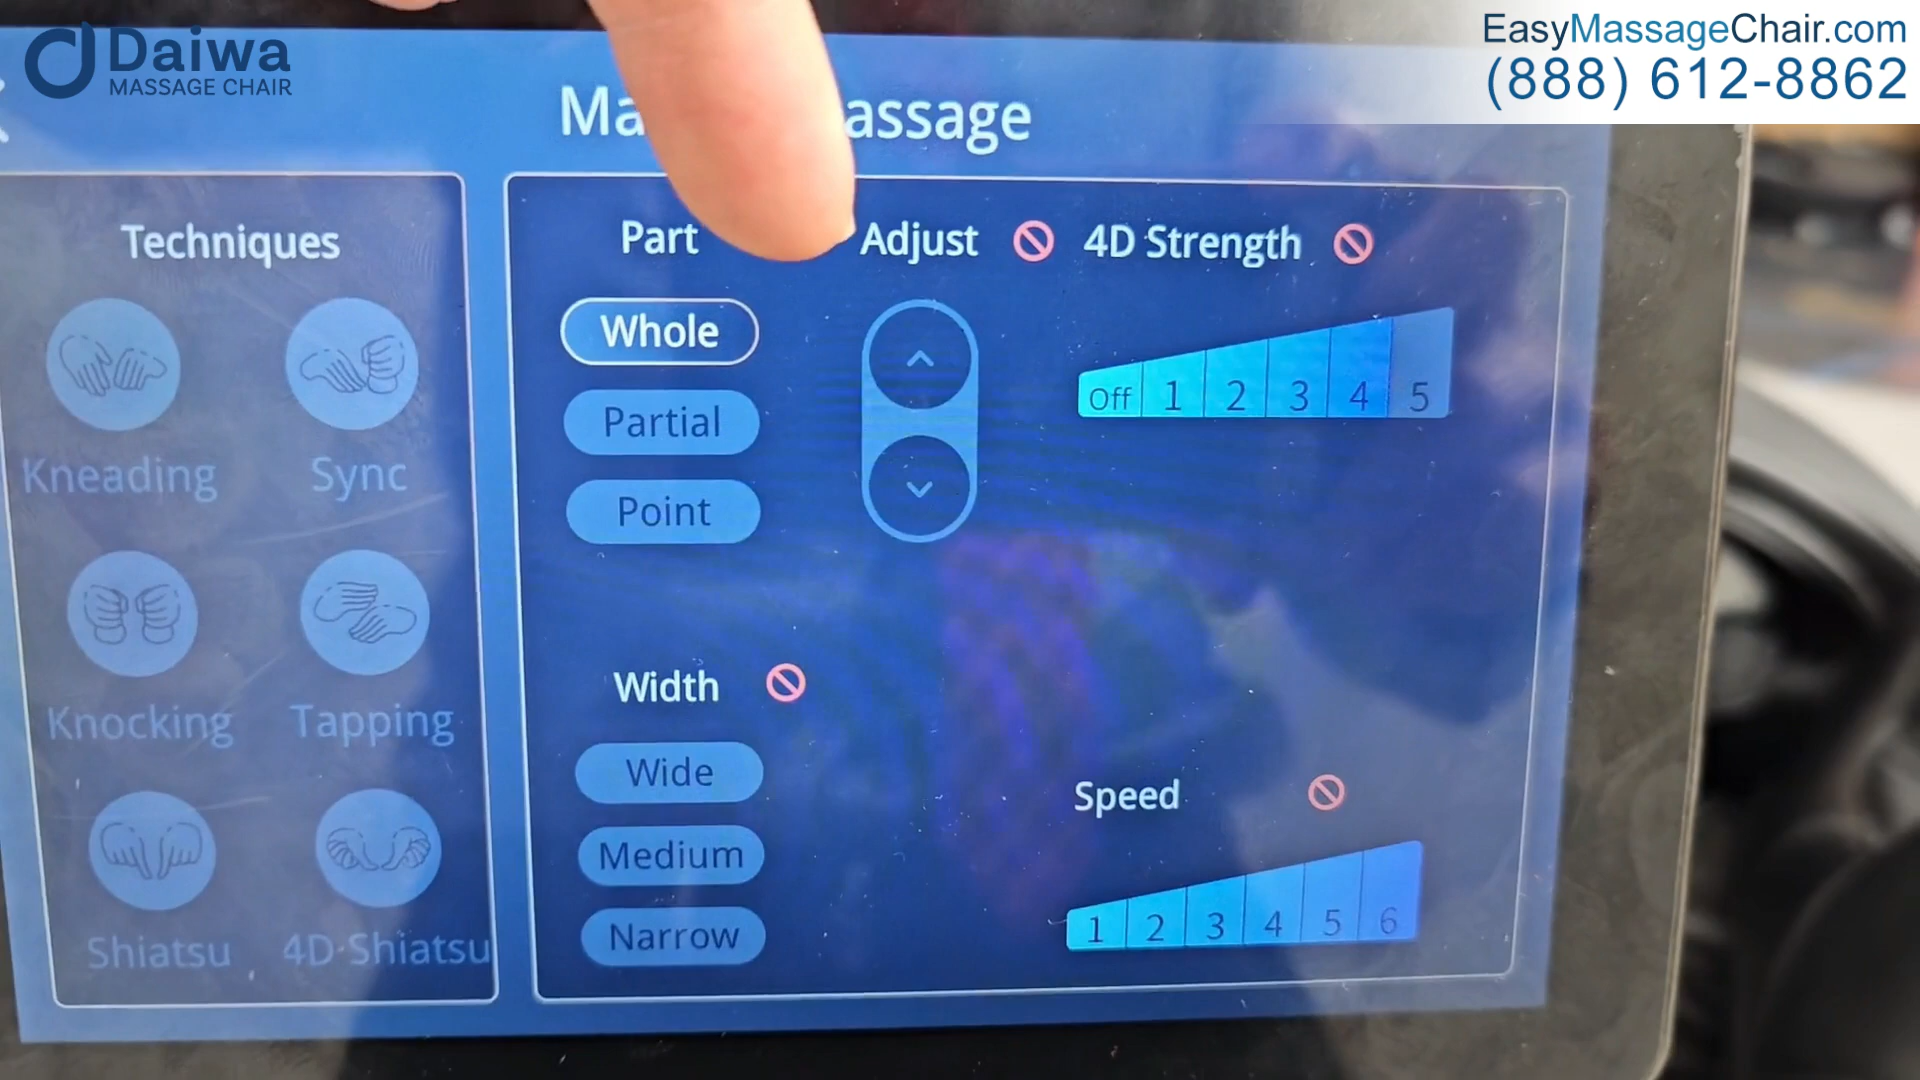 Daiwa
MASSAGE CHAIR
EasyMassageChair.com
(888) 612-8862
Ma assage
Techniques
Kneading
Sync
Knocking
Tapping
Shiatsu
4D Shiatsu
Part
Whole
Partial
Point
Adjust
4D Strength
Off 1 2 3 4 5
Width
Wide
Medium
Narrow
Speed
1 2 3 4 5 6